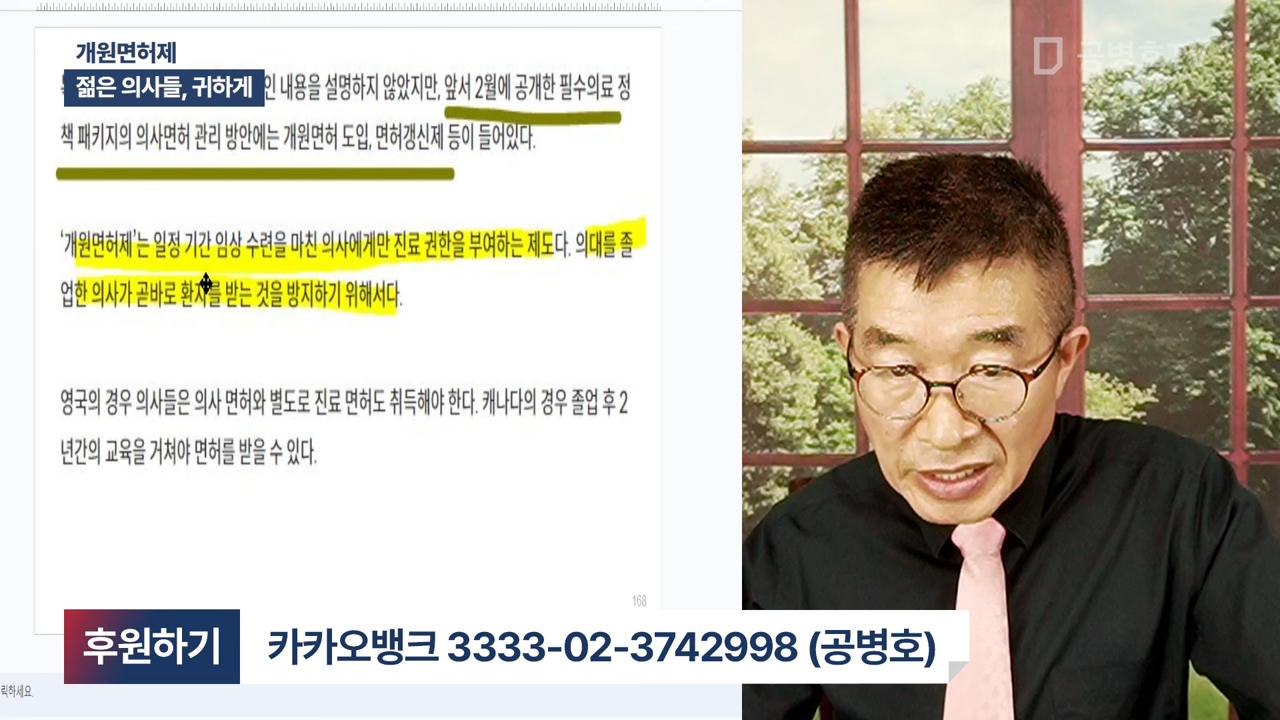 개원면허제
젊은 의사들, 귀하게
인 내용을 설명하지 않았지만, 앞서 2월에 공개한 필수의료 정
책 패키지의 의사면허 관리 방안에는 개원면허 도입, 면허갱신제 등이 들어있다.
‘개원면허제’는 일정 기간 임상 수련을 마친 의사에게만 진료 권한을 부여하는 제도다. 의대를 졸
업한 의사가 곧바로 환자를 받는 것을 방지하기 위해서다.
영국의 경우 의사들은 의사 면허와 별도로 진료 면허도 취득해야 한다. 캐나다의 경우 졸업 후 2
년간의 교육을 거쳐야 면허를 받을 수 있다.
168
후원하기
카카오뱅크 3333-02-3742998 (공병호)
릭하세요.
공병호TV